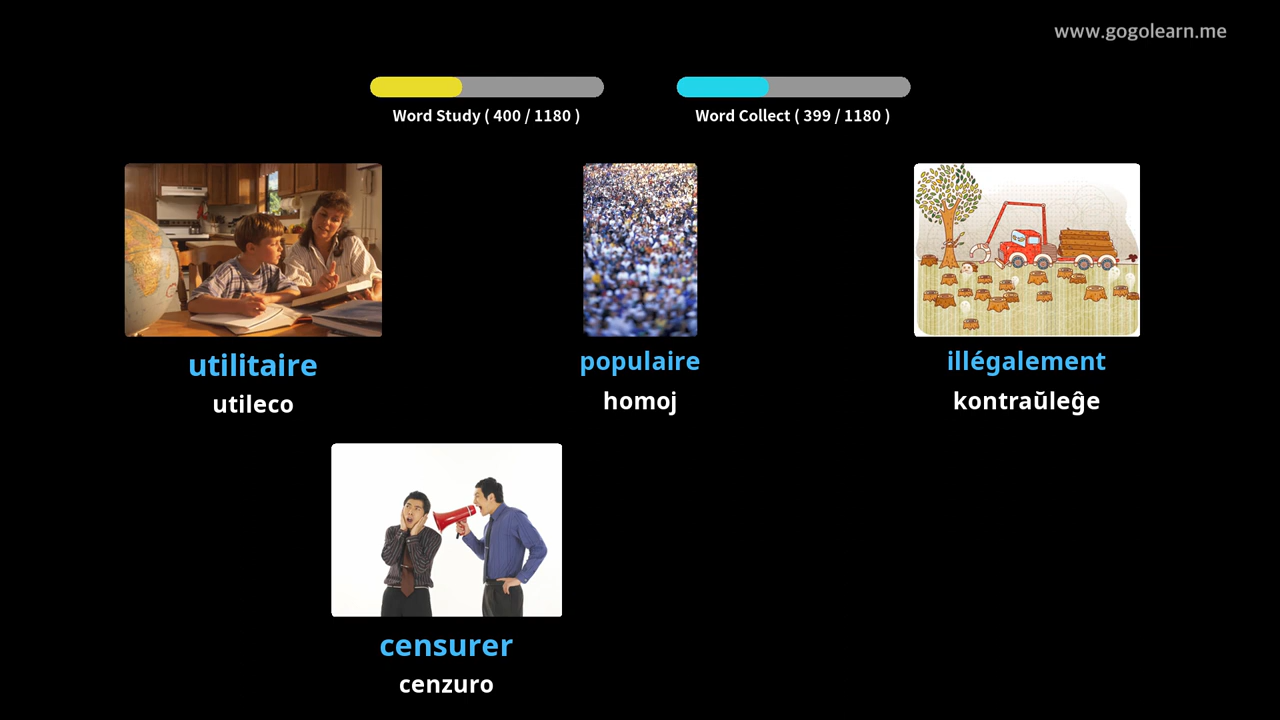 www.gogolearn.me
Word Study ( 400 / 1180 )
Word Collect ( 399 / 1180 )
utilitaire
utileco
populaire
homoj
illégalement
kontraŭleĝe
censurer
cenzuro